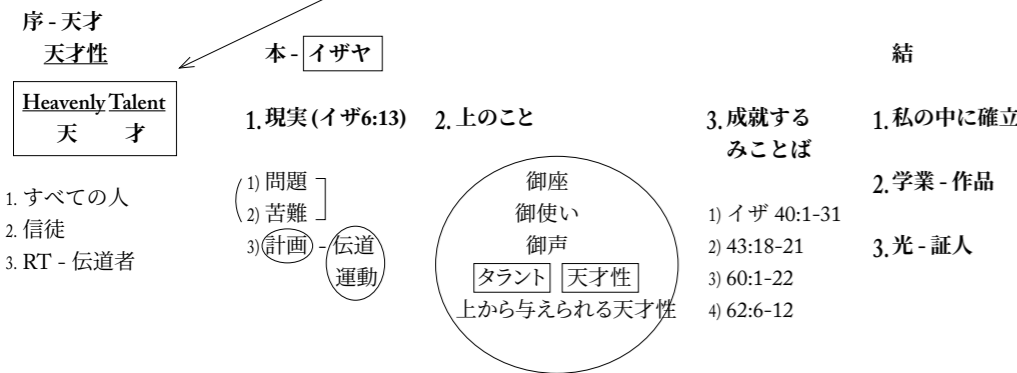 序 - 天才
天才性
Heavenly Talent
天 才
1. すべての人
2. 信徒
3. RT - 伝道者
本 - イザヤ
1. 現実 (イザ6:13)
1) 問題
2) 苦難
3) 計画 - 伝道
運動
2. 上のこと
御座
御使い
御声
タラント 天才性
上から与えられる天才性
3. 成就する
みことば
1) イザ 40:1-31
2) 43:18-21
3) 60:1-22
4) 62:6-12
結
1. 私の中に確立
2. 学業 - 作品
3. 光 - 証人